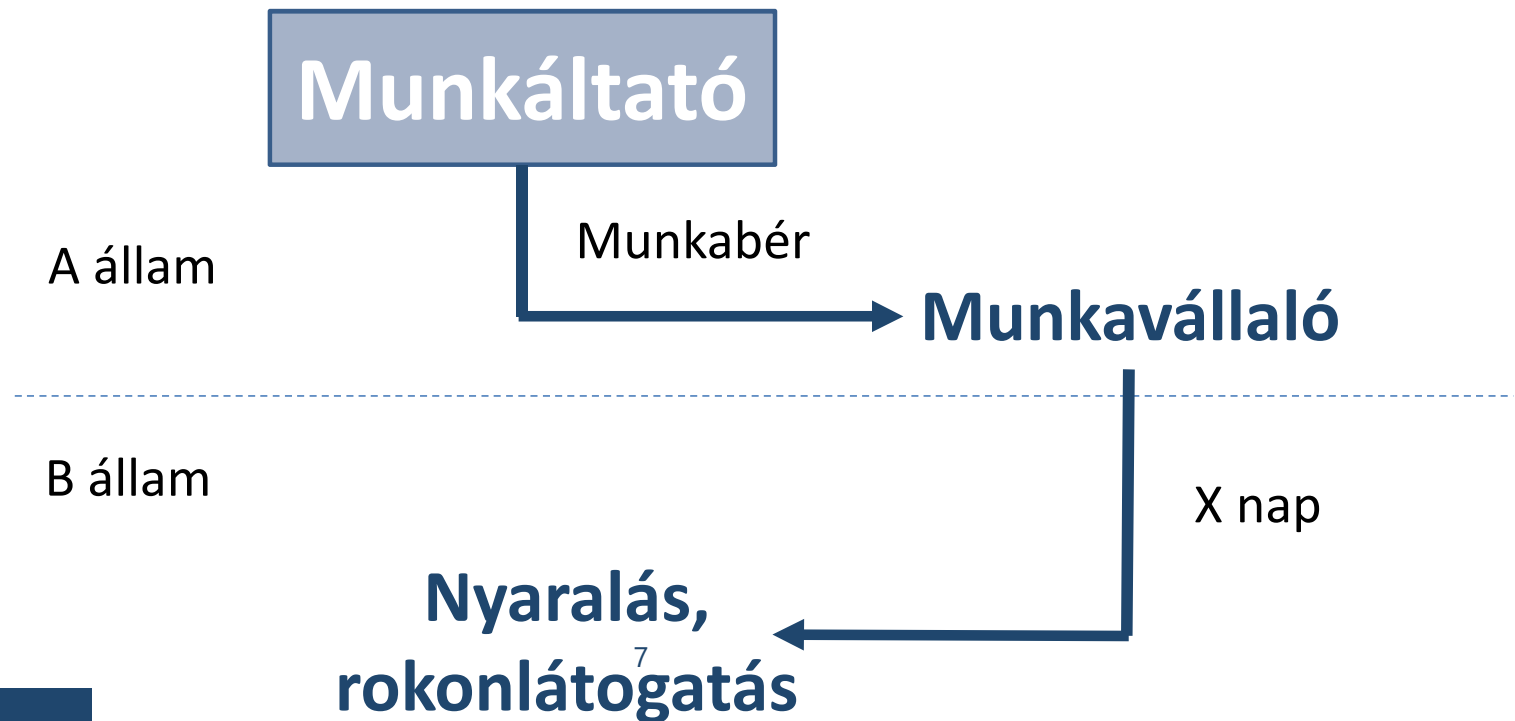 Munkáltató
Munkabér
A állam
Munkavállaló
B állam
X nap
Nyaralás,
7
rokonlátogatás